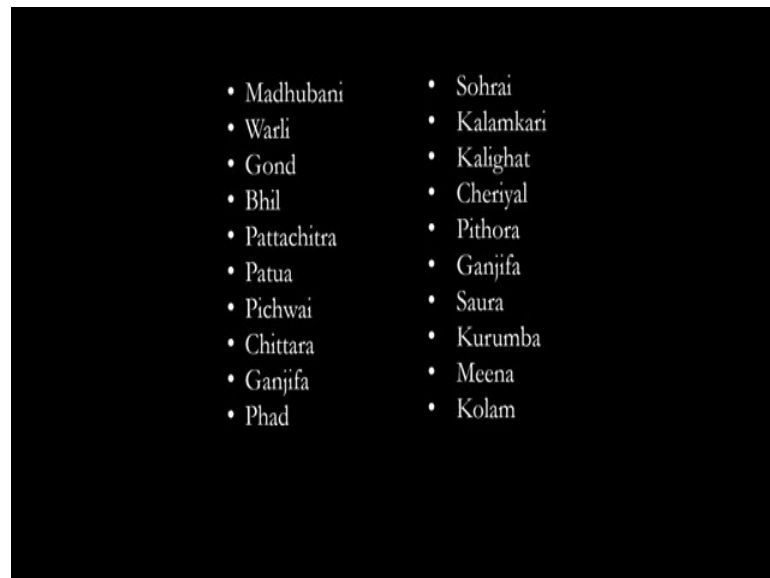 • Madhubani
• Warli
• Gond
• Bhil
• Pattachitra
• Patua
• Pichwai
• Chittara
• Ganjifa
• Phad
• Sohrai
• Kalamkari
• Kalighat
• Cheriyal
• Pithora
• Ganjifa
• Saura
• Kurumba
• Meena
• Kolam